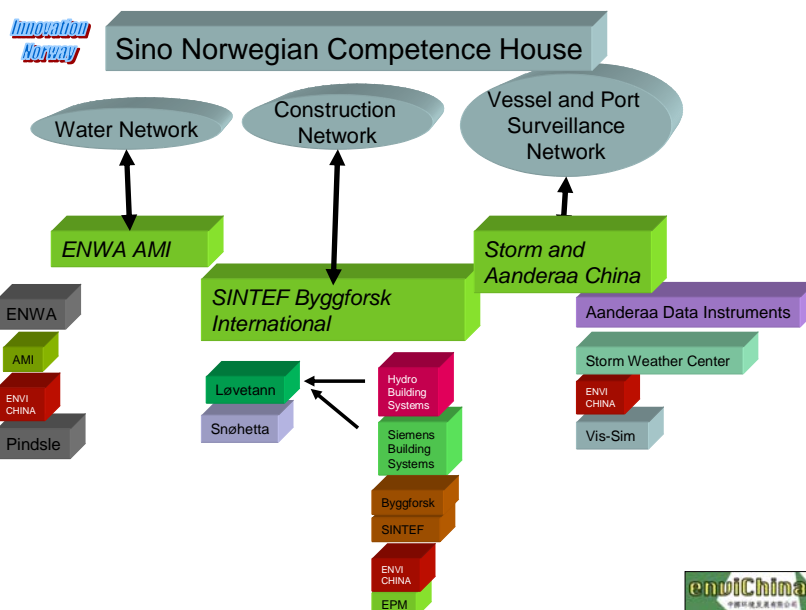 Innovation
Norway
Sino Norwegian Competence House
Water Network
Construction
Network
Vessel and Port
Surveillance
Network
ENWA AMI
SINTEF Byggforsk
International
Storm and
Aanderaa China
ENWA
AMI
ENVI
CHINA
Pindsle
Løvetann
Snøhetta
Hydro
Building
Systems
Siemens
Building
Systems
Byggforsk
SINTEF
ENVI
CHINA
EPM
Aanderaa Data Instruments
Storm Weather Center
ENVI
CHINA
Vis-Sim
enviChina